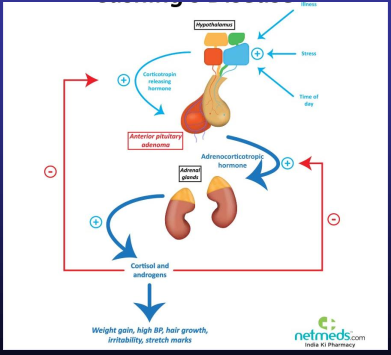 Illness
Hypothalamus
+
Stress
Corticotropin
releasing
hormone
+
Time of
day
Anterior pituitary
adenoma
Adrenocorticotropic
hormone
+
-
Adrenal
glands
+
-
Cortisol and
androgens
Weight gain, high BP, hair growth,
irritability, stretch marks
netmeds.com
India Ki Pharmacy